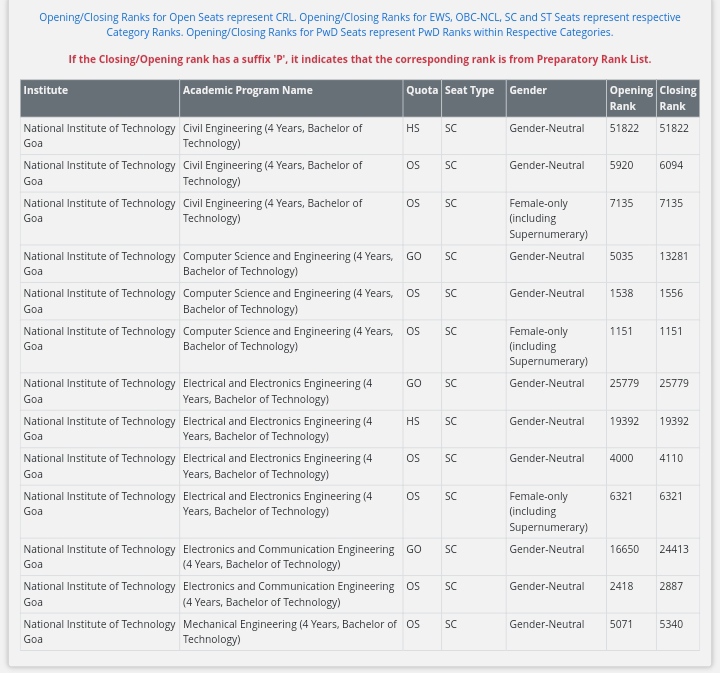 Opening/Closing Ranks for Open Seats represent CRL. Opening/Closing Ranks for EWS, OBC-NCL, SC and ST Seats represent respective
Category Ranks. Opening/Closing Ranks for PwD Seats represent PwD Ranks within Respective Categories.
If the Closing/Opening rank has a suffix 'P', it indicates that the corresponding rank is from Preparatory Rank List.
Institute Academic Program Name Quota Seat Type Gender Opening Closing
Rank Rank
National Institute of Technology Civil Engineering (4 Years, Bachelor of HS SC Gender-Neutral 51822 51822
Goa Technology)
National Institute of Technology Civil Engineering (4 Years, Bachelor of OS SC Gender-Neutral 5920 6094
Goa Technology)
National Institute of Technology Civil Engineering (4 Years, Bachelor of OS SC Female-only 7135 7135
Goa Technology) (including
Supernumerary)
National Institute of Technology Computer Science and Engineering (4 Years, GO SC Gender-Neutral 5035 13281
Goa Bachelor of Technology)
National Institute of Technology Computer Science and Engineering (4 Years, OS SC Gender-Neutral 1538 1556
Goa Bachelor of Technology)
National Institute of Technology Computer Science and Engineering (4 Years, OS SC Female-only 1151 1151
Goa Bachelor of Technology) (including
Supernumerary)
National Institute of Technology Electrical and Electronics Engineering (4 GO SC Gender-Neutral 25779 25779
Goa Years, Bachelor of Technology)
National Institute of Technology Electrical and Electronics Engineering (4 HS SC Gender-Neutral 19392 19392
Goa Years, Bachelor of Technology)
National Institute of Technology Electrical and Electronics Engineering (4 OS SC Gender-Neutral 4000 4110
Goa Years, Bachelor of Technology)
National Institute of Technology Electrical and Electronics Engineering (4 OS SC Female-only 6321 6321
Goa Years, Bachelor of Technology) (including
Supernumerary)
National Institute of Technology Electronics and Communication Engineering GO SC Gender-Neutral 16650 24413
Goa (4 Years, Bachelor of Technology)
National Institute of Technology Electronics and Communication Engineering OS SC Gender-Neutral 2418 2887
Goa (4 Years, Bachelor of Technology)
National Institute of Technology Mechanical Engineering (4 Years, Bachelor of OS SC Gender-Neutral 5071 5340
Goa Technology)